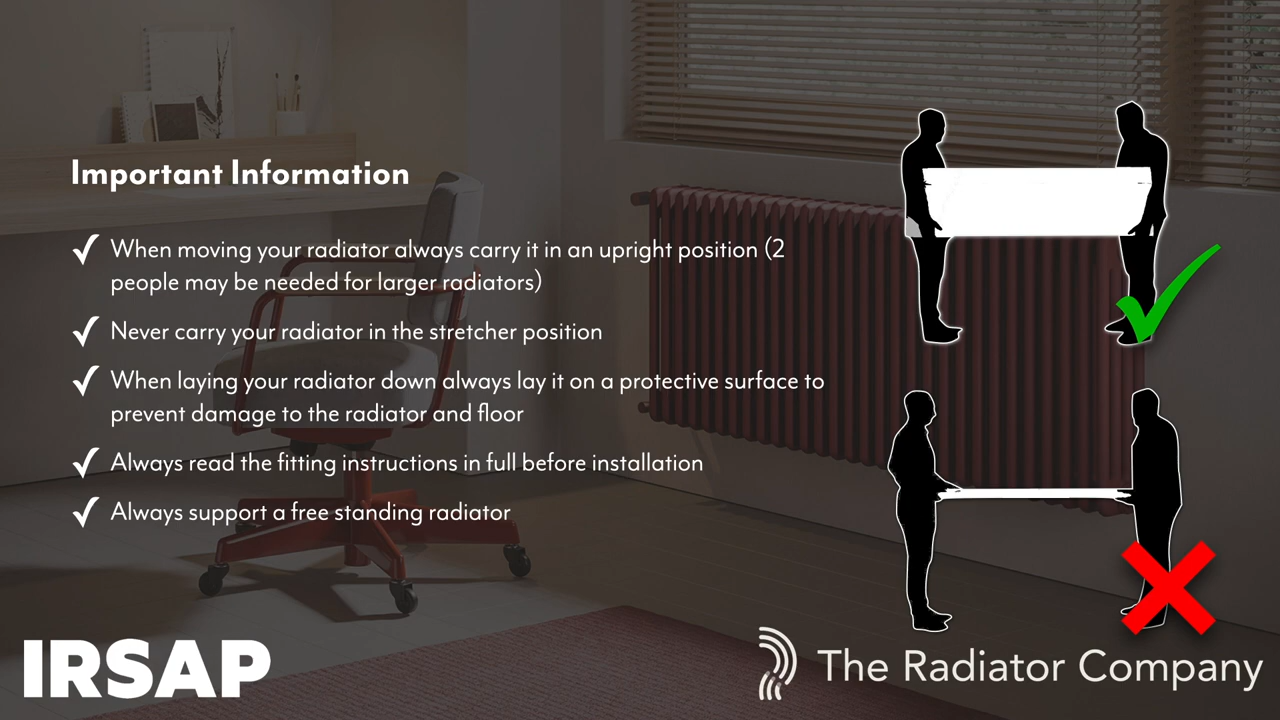 Important Information
When moving your radiator always carry it in an upright position (2
people may be needed for larger radiators)
Never carry your radiator in the stretcher position
When laying your radiator down always lay it on a protective surface to
prevent damage to the radiator and floor
Always read the fitting instructions in full before installation
Always support a free standing radiator
IRSAP
The Radiator Company